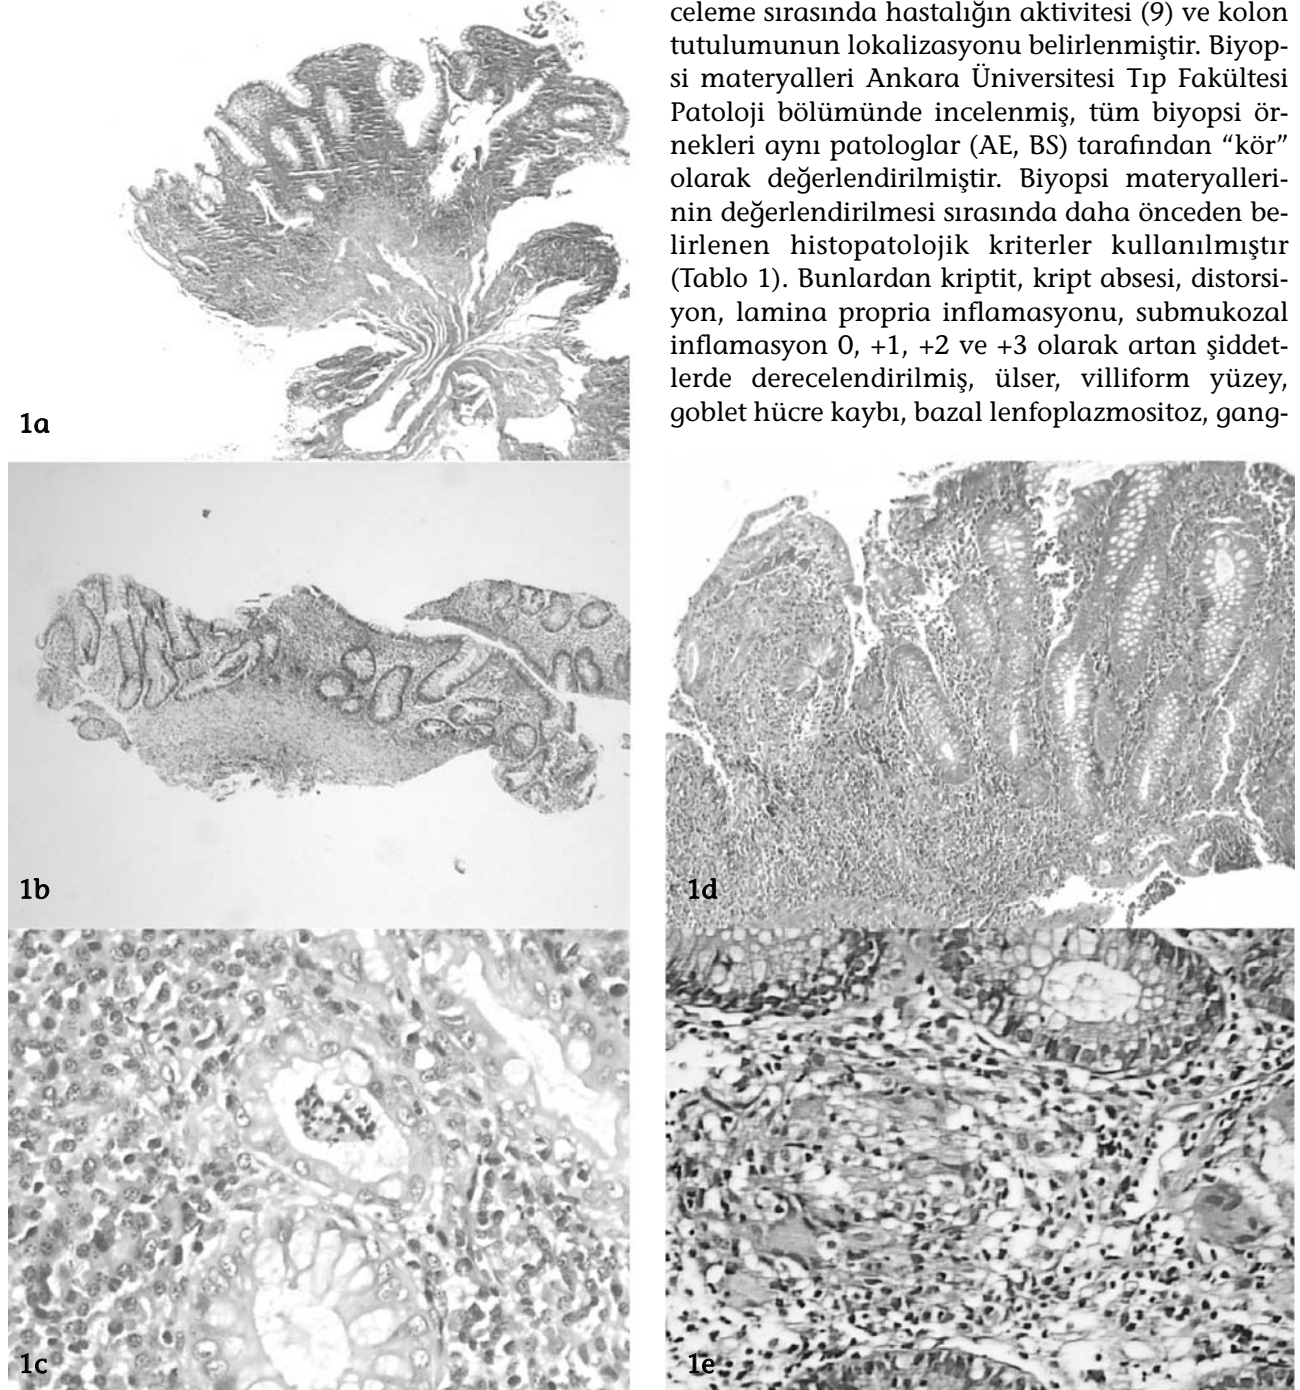 celeme sırasında hastalığın aktivitesi (9) ve kolon
tutulumunun lokalizasyonu belirlenmiştir. Biyop-
si materyalleri Ankara Üniversitesi Tıp Fakültesi
Patoloji bölümünde incelenmiş, tüm biyopsi ör-
nekleri aynı patologlar (AE, BS) tarafından “kör”
olarak değerlendirilmiştir. Biyopsi materyalleri-
nin değerlendirilmesi sırasında daha önceden be-
lirlenen histopatolojik kriterler kullanılmıştır
(Tablo 1). Bunlardan kriptit, kript absesi, distorsi-
yon, lamina propria inflamasyonu, submukozal
inflamasyon 0, +1, +2 ve +3 olarak artan şiddet-
lerde derecelendirilmiş, ülser, villiform yüzey,
goblet hücre kaybı, bazal lenfoplazmositoz, gang-
1a
1b
1d
1c
1e